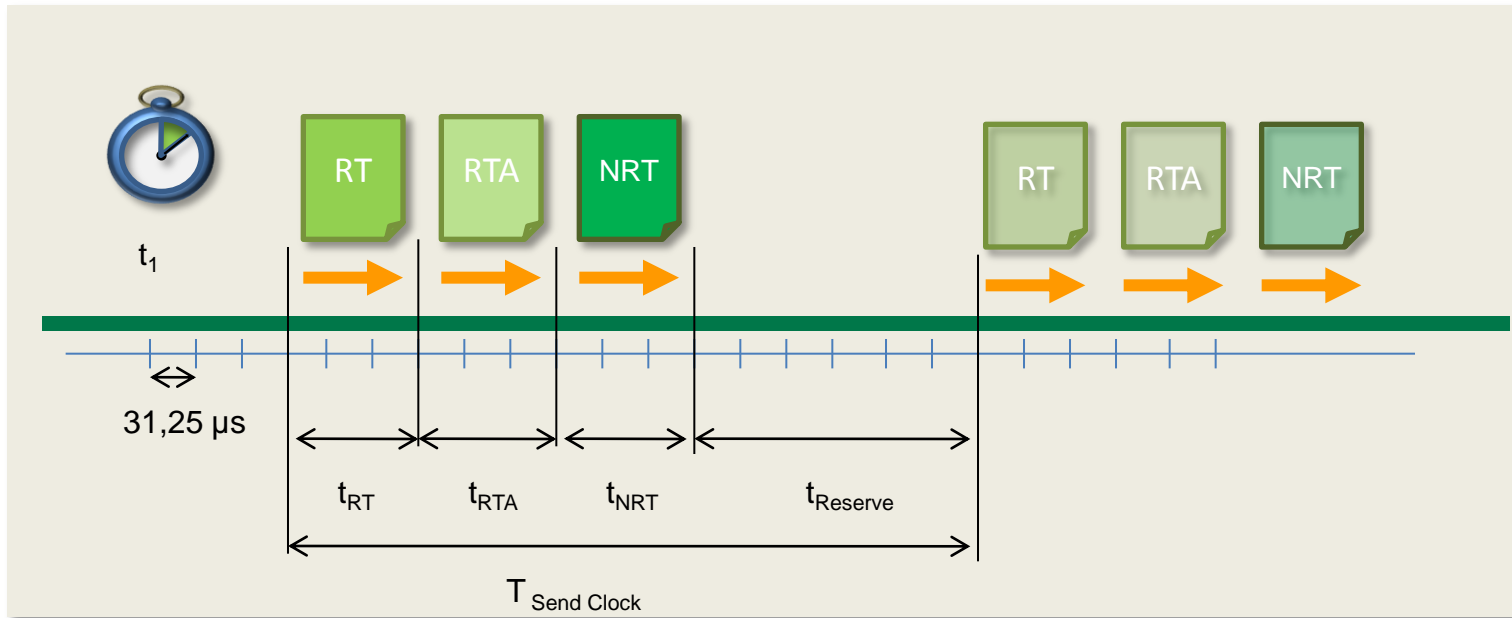 RT RTA NRT RT RTA NRT
t1
31,25 µs
tRT tRTA tNRT tReserve
T Send Clock